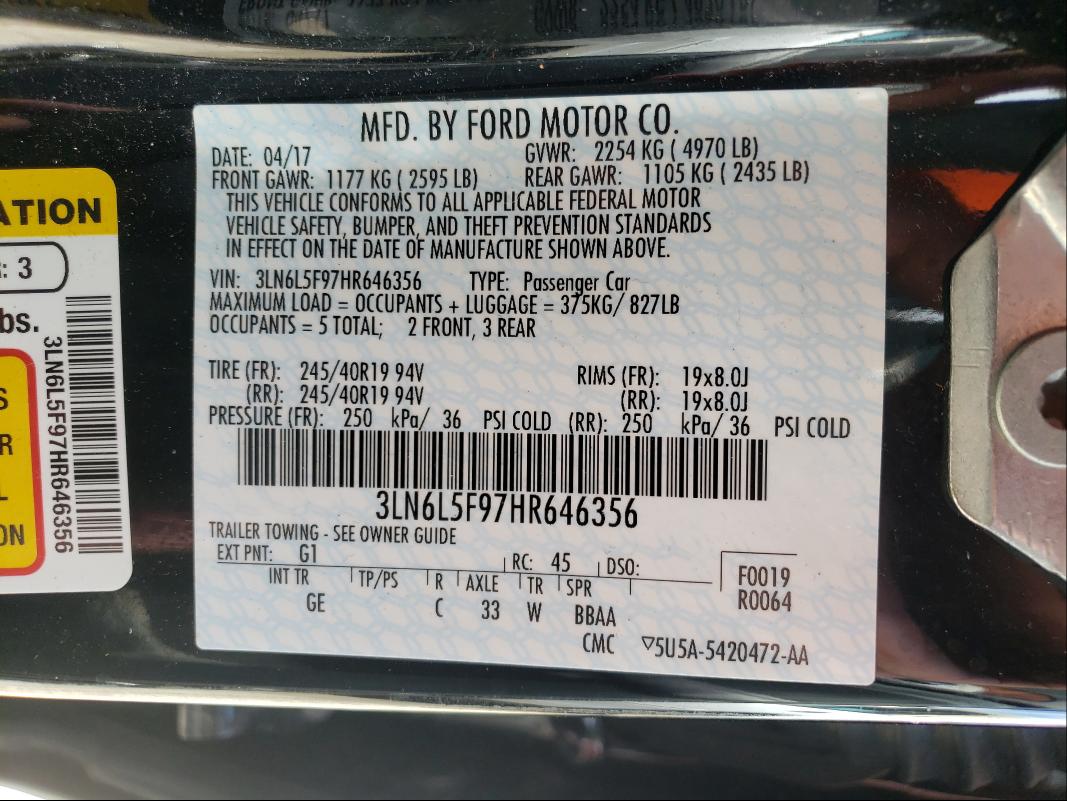 MFD. BY FORD MOTOR CO.
DATE: 04/17 GVWR: 2254 KG ( 4970 LB)
FRONT GAWR: 1177 KG ( 2595 LB) REAR GAWR: 1105 KG ( 2435 LB)
THIS VEHICLE CONFORMS TO ALL APPLICABLE FEDERAL MOTOR
VEHICLE SAFETY, BUMPER, AND THEFT PREVENTION STANDARDS
IN EFFECT ON THE DATE OF MANUFACTURE SHOWN ABOVE.
VIN: 3LN6L5F97HR646356 TYPE: Passenger Car
MAXIMUM LOAD = OCCUPANTS + LUGGAGE = 375KG/ 827LB
OCCUPANTS = 5 TOTAL; 2 FRONT, 3 REAR
TIRE (FR): 245/40R19 94V RIMS (FR): 19x8.0J
(RR): 245/40R19 94V (RR): 19x8.0J
PRESSURE (FR): 250 kPa/ 36 PSI COLD (RR): 250 kPa/ 36 PSI COLD
3LN6L5F97HR646356
TRAILER TOWING - SEE OWNER GUIDE
EXT PNT: G1 RC: 45 DSO:
INT TR TP/PS R AXLE TR SPR
GE C 33 W BBAA
F0019
R0064
CMC ▽5U5A-5420472-AA
ATION
: 3
bs.
S
R
L
ON
3LN6L5F97HR646356